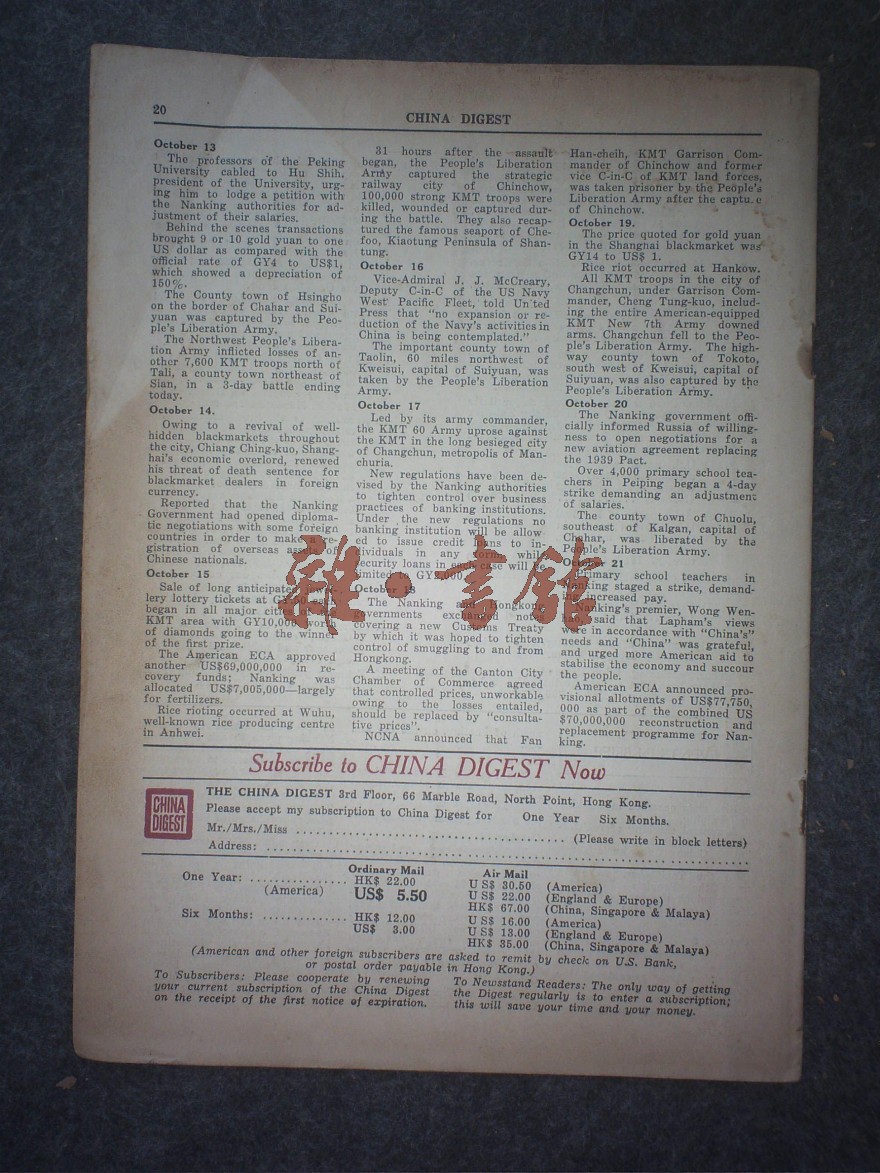 20
CHINA DIGEST
October 13
The professors of the Peking
University cabled to Hu Shih,
president of the University, urg-
ing him to lodge a petition with
the Nanking authorities for ad-
justment of their salaries.
Behind the scenes transactions
brought 9 or 10 gold yuan to one
US dollar as compared with the
official rate of GY4 to US$1,
which showed a depreciation of
150%.
The County town of Hsingho
on the border of Chahar and Sui-
yuan was captured by the Peo-
ple's Liberation Army.
The Northwest People's Libera-
tion Army inflicted losses of an-
other 7,600 KMT troops north of
Tali, a county town northeast of
Sian, in a 3-day battle ending
today.
October 14.
Owing to a revival of well-
hidden blackmarkets throughout
the city, Chiang Ching-kuo, Shang-
hai's economic overlord, renewed
his threat of death sentence for
blackmarket dealers in foreign
currency.
Reported that the Nanking
Government had opened diploma-
tic negotiations with some foreign
countries in order to make re-
gistration of overseas assets of
Chinese nationals.
October 15
Sale of long anticipated
lery lottery tickets at
began in all major cities
KMT area with GY10,000 worth
of diamonds going to the winner
of the first prize.
The American ECA approved
another US$69,000,000 in re-
covery funds; Nanking was
allocated US$7,005,000—largely
for fertilizers.
Rice rioting occurred at Wuhu,
well-known rice producing centre
in Anhwei.
31 hours after the assault
began, the People's Liberation
Army captured the strategic
railway city of Chinchow,
100,000 strong KMT troops were
killed, wounded or captured dur-
ing the battle. They also recap-
tured the famous seaport of Che-
foo, Kiaotung Peninsula of Shan-
tung.
October 16
Vice-Admiral J. J. McCreary,
Deputy C-in-C of the US Navy
West Pacific Fleet, told United
Press that "no expansion or re-
duction of the Navy's activities in
China is being contemplated."
The important county town of
Taolin, 60 miles northwest of
Kweisui, capital of Suiyuan, was
taken by the People's Liberation
Army.
October 17
Led by its army commander,
the KMT 60 Army uprose against
the KMT in the long besieged city
of Changchun, metropolis of Man-
churia.
New regulations have been de-
vised by the Nanking authorities
to tighten control over business
practices of banking institutions.
Under the new regulations no
banking institution will be allow
ed to issue credit loans to in-
dividuals in any form, while
security loans in each case will be
limited to
October 18
The Nanking and Hongkong
governments exchanged notes
covering a new Customs Treaty
by which it was hoped to tighten
control of smuggling to and from
Hongkong.
A meeting of the Canton City
Chamber of Commerce agreed
that controlled prices, unworkable
owing to the losses entailed,
should be replaced by "consulta-
tive prices".
NCNA announced that Fan
Han-cheih, KMT Garrison Com-
mander of Chinchow and former
vice C-in-C of KMT land forces,
was taken prisoner by the People's
Liberation Army after the capture
of Chinchow.
October 19.
The price quoted for gold yuan
in the Shanghai blackmarket was
GY14 to US$ 1.
Rice riot occurred at Hankow.
All KMT troops in the city of
Changchun, under Garrison Com-
mander, Cheng Tung-kuo, includ-
ing the entire American-equipped
KMT New 7th Army downed
arms. Changchun fell to the Peo-
ple's Liberation Army. The high-
way county town of Tokoto,
south west of Kweisui, capital of
Suiyuan, was also captured by the
People's Liberation Army.
October 20
The Nanking government offi-
cially informed Russia of willing-
ness to open negotiations for a
new aviation agreement replacing
the 1939 Pact.
Over 4,000 primary school tea-
chers in Peiping began a 4-day
strike demanding an adjustment
of salaries.
The county town of Chuolu,
southeast of Kalgan, capital of
Chahar, was liberated by the
People's Liberation Army.
October 21
Primary school teachers in
Nanking staged a strike, demand-
ing increased pay.
Nanking's premier, Wong Wen-
hao, said that Lapham's views
were in accordance with "China's"
needs and "China" was grateful,
and urged more American aid to
stabilise the economy and succour
the people.
American ECA announced pro-
visional allotments of US$77,750,
000 as part of the combined US
$70,000,000 reconstruction and
replacement programme for Nan-
king.
雜·書館
Subscribe to CHINA DIGEST Now
CHINA
DIGEST
THE CHINA DIGEST 3rd Floor, 66 Marble Road, North Point, Hong Kong.
Please accept my subscription to China Digest for One Year Six Months.
Mr./Mrs./Miss ........................................ (Please write in block letters)
Address: ........................................................................
Ordinary Mail Air Mail
One Year: ............... HK$ 22.00 US$ 30.50 (America)
(America) US$ 5.50 US$ 22.00 (England & Europe)
HK$ 67.00 (China, Singapore & Malaya)
Six Months: ............. HK$ 12.00 US$ 16.00 (America)
US$ 3.00 US$ 13.00 (England & Europe)
HK$ 35.00 (China, Singapore & Malaya)
(American and other foreign subscribers are asked to remit by check on U.S. Bank,
or postal order payable in Hong Kong.)
To Subscribers: Please cooperate by renewing
your current subscription of the China Digest
on the receipt of the first notice of expiration.
To Newsstand Readers: The only way of getting
the Digest regularly is to enter a subscription;
this will save your time and your money.